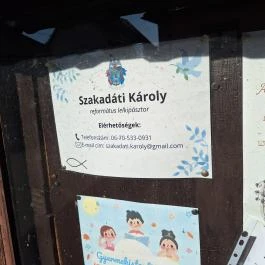 Szakadáti Károly
református lelkipásztor
Elérhetőségek:
Telefonszám: 06-70-533-0931
E-mail cím: szakadati.karoly@gmail.com